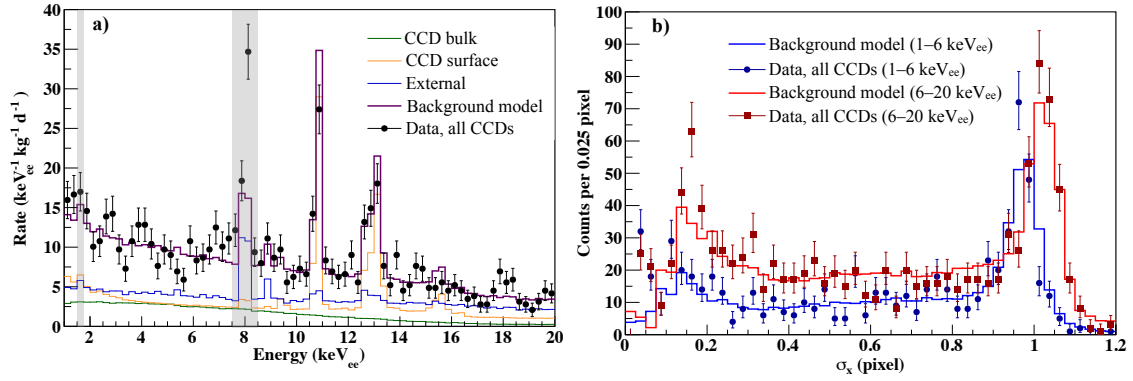 a)
40
35
30
25
20
15
10
5
0
Rate (keV_ee^-1 kg^-1 d^-1)
CCD bulk
CCD surface
External
Background model
Data, all CCDs
2 4 6 8 10 12 14 16 18 20
Energy (keV_ee)
b)
100
90
80
70
60
50
40
30
20
10
0
Counts per 0.025 pixel
Background model (1–6 keV_ee)
Data, all CCDs (1–6 keV_ee)
Background model (6–20 keV_ee)
Data, all CCDs (6–20 keV_ee)
0 0.2 0.4 0.6 0.8 1 1.2
σ_x (pixel)